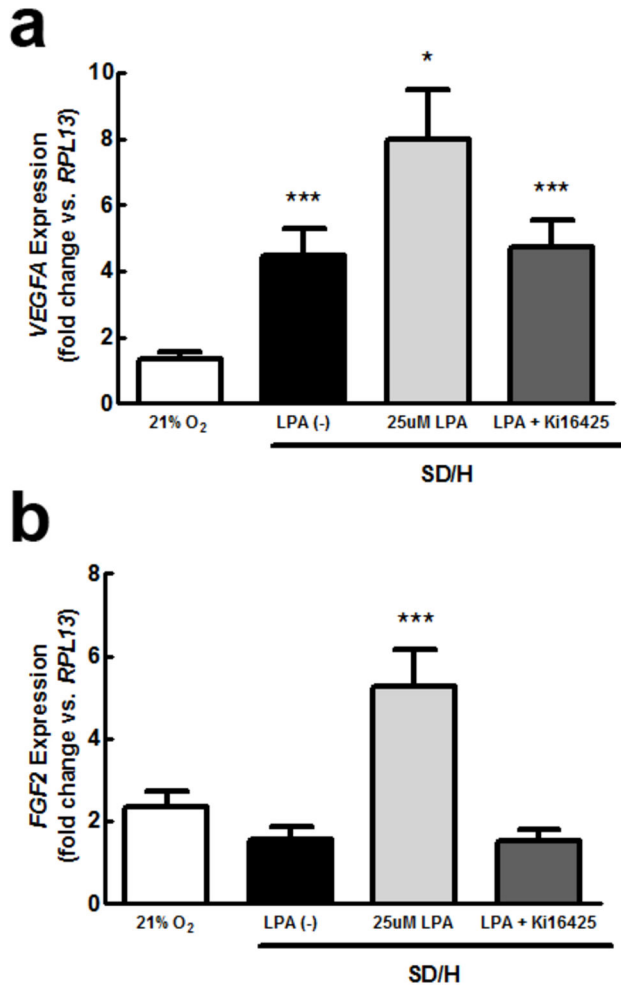 a
VEGFA Expression
(fold change vs. RPL13)
10
8
6
4
2
0
***
*
***
21% O₂
LPA (-)
25uM LPA
LPA + Ki16425
SD/H
b
FGF2 Expression
(fold change vs. RPL13)
8
6
4
2
0
***
21% O₂
LPA (-)
25uM LPA
LPA + Ki16425
SD/H